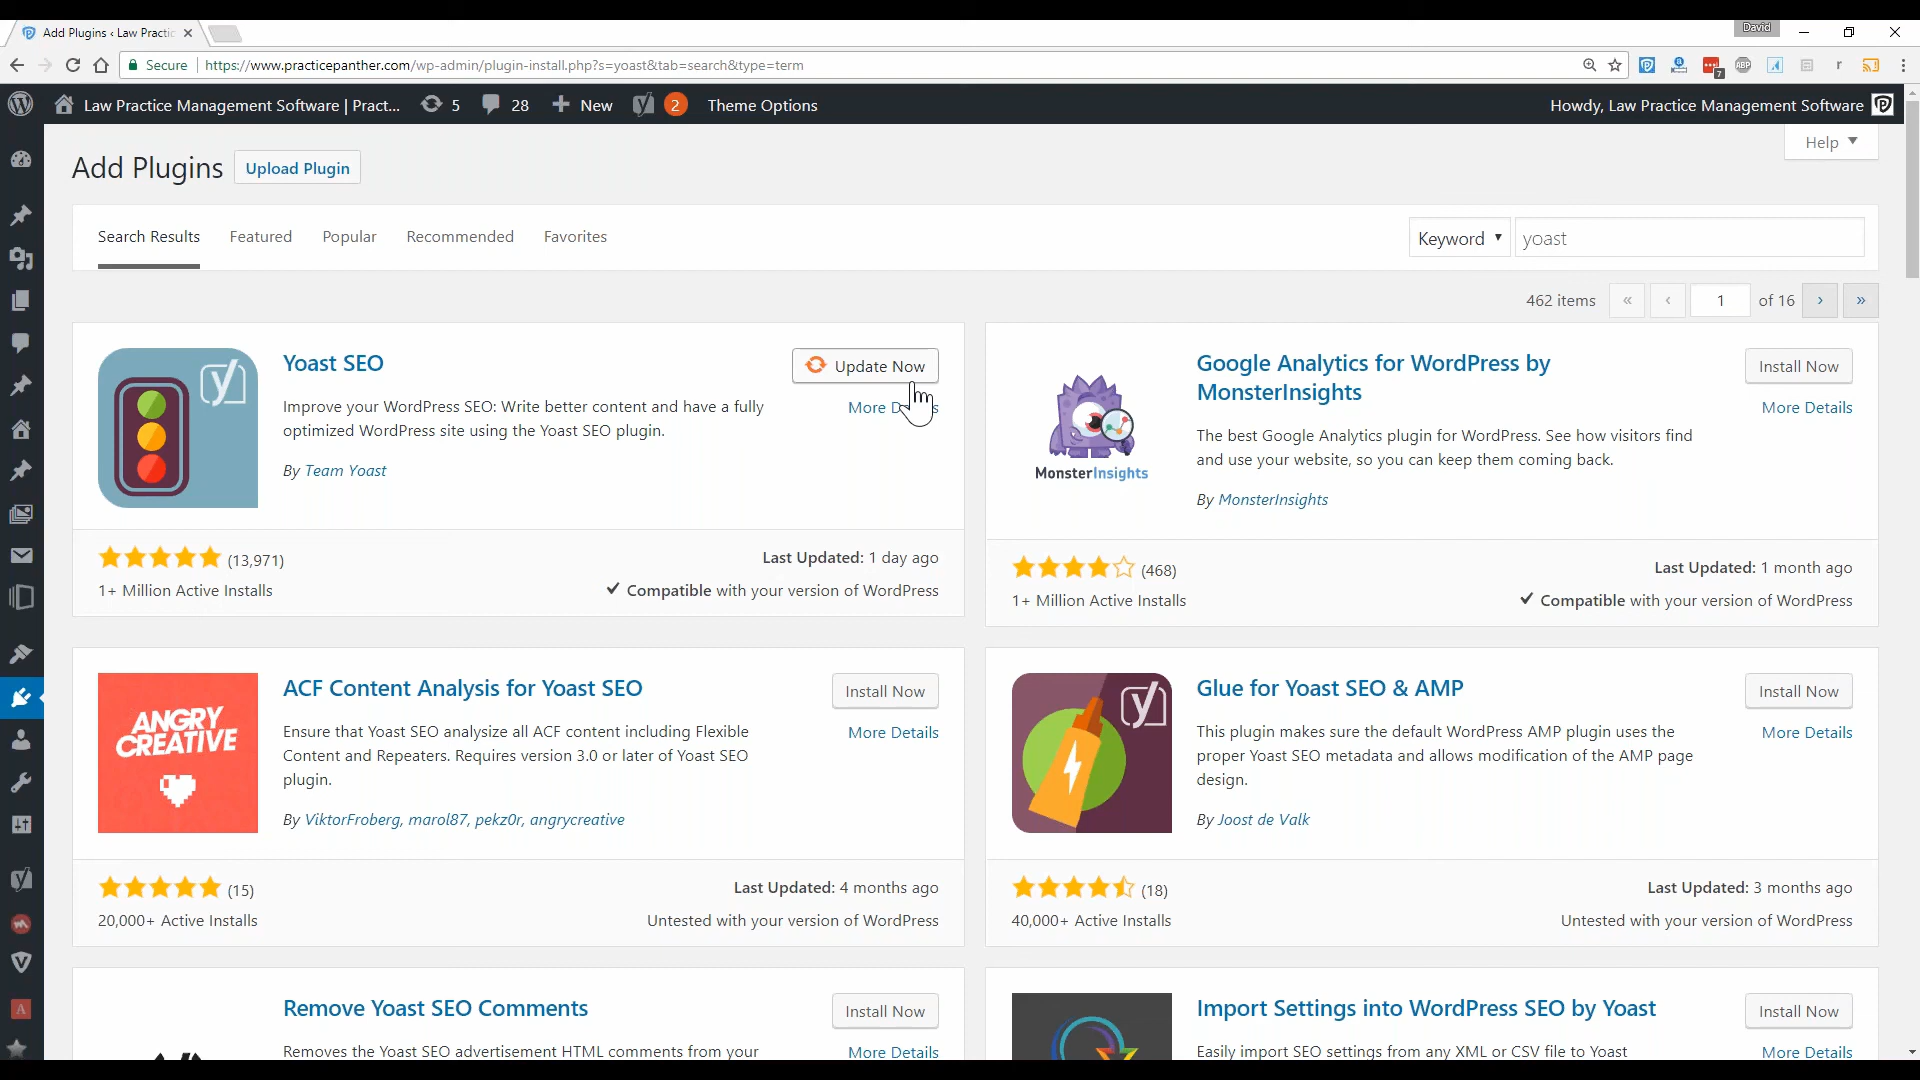 David
Add Plugins ‹ Law Practic
Secure
https://www.practicepanther.com/wp-admin/plugin-install.php?s=yoast&tab=search&type=term
7
ABP
r
Law Practice Management Software | Pract...
5
28
New
2
Theme Options
Howdy, Law Practice Management Software
Help
Add Plugins
Upload Plugin
Search Results
Featured
Popular
Recommended
Favorites
Keyword
yoast
462 items
«
‹
1
of 16
›
»
Yoast SEO
Update Now
More D
s
Improve your WordPress SEO: Write better content and have a fully
optimized WordPress site using the Yoast SEO plugin.
By Team Yoast
(13,971)
1+ Million Active Installs
Last Updated: 1 day ago
Compatible with your version of WordPress
MonsterInsights
Google Analytics for WordPress by
MonsterInsights
Install Now
More Details
The best Google Analytics plugin for WordPress. See how visitors find
and use your website, so you can keep them coming back.
By MonsterInsights
(468)
1+ Million Active Installs
Last Updated: 1 month ago
Compatible with your version of WordPress
ANGRY
CREATIVE
ACF Content Analysis for Yoast SEO
Install Now
More Details
Ensure that Yoast SEO analysize all ACF content including Flexible
Content and Repeaters. Requires version 3.0 or later of Yoast SEO
plugin.
By ViktorFroberg, marol87, pekz0r, angrycreative
(15)
20,000+ Active Installs
Last Updated: 4 months ago
Untested with your version of WordPress
Glue for Yoast SEO & AMP
Install Now
More Details
This plugin makes sure the default WordPress AMP plugin uses the
proper Yoast SEO metadata and allows modification of the AMP page
design.
By Joost de Valk
(18)
40,000+ Active Installs
Last Updated: 3 months ago
Untested with your version of WordPress
Remove Yoast SEO Comments
Install Now
Removes the Yoast SEO advertisement HTML comments from your
More Details
Import Settings into WordPress SEO by Yoast
Install Now
Easily import SEO settings from any XML or CSV file to Yoast
More Details